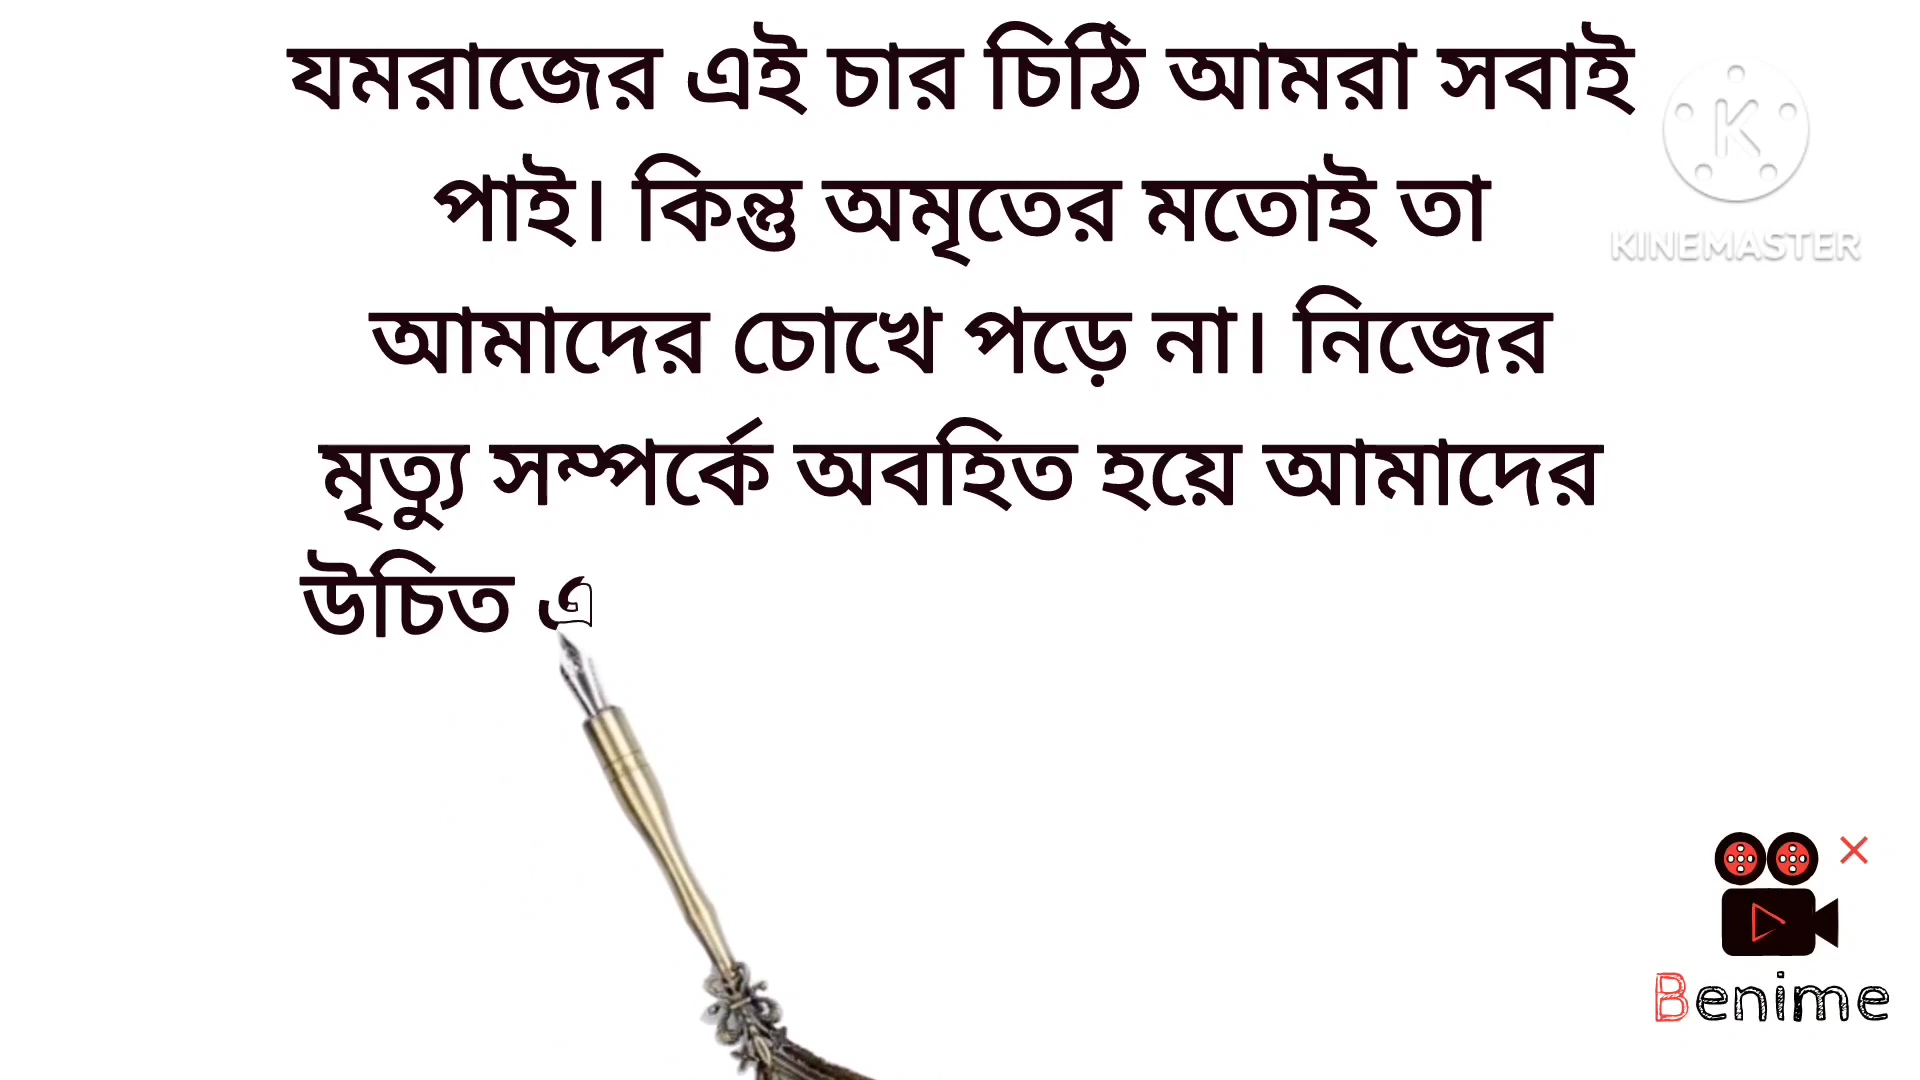 যমরাজের এই চার চিঠি আমরা সবাই
পাই। কিন্তু অমৃতের মতোই তা
আমাদের চোখে পড়ে না। নিজের
মৃত্যু সম্পর্কে অবহিত হয়ে আমাদের
উচিত এ
K
KINEMASTER
Benime